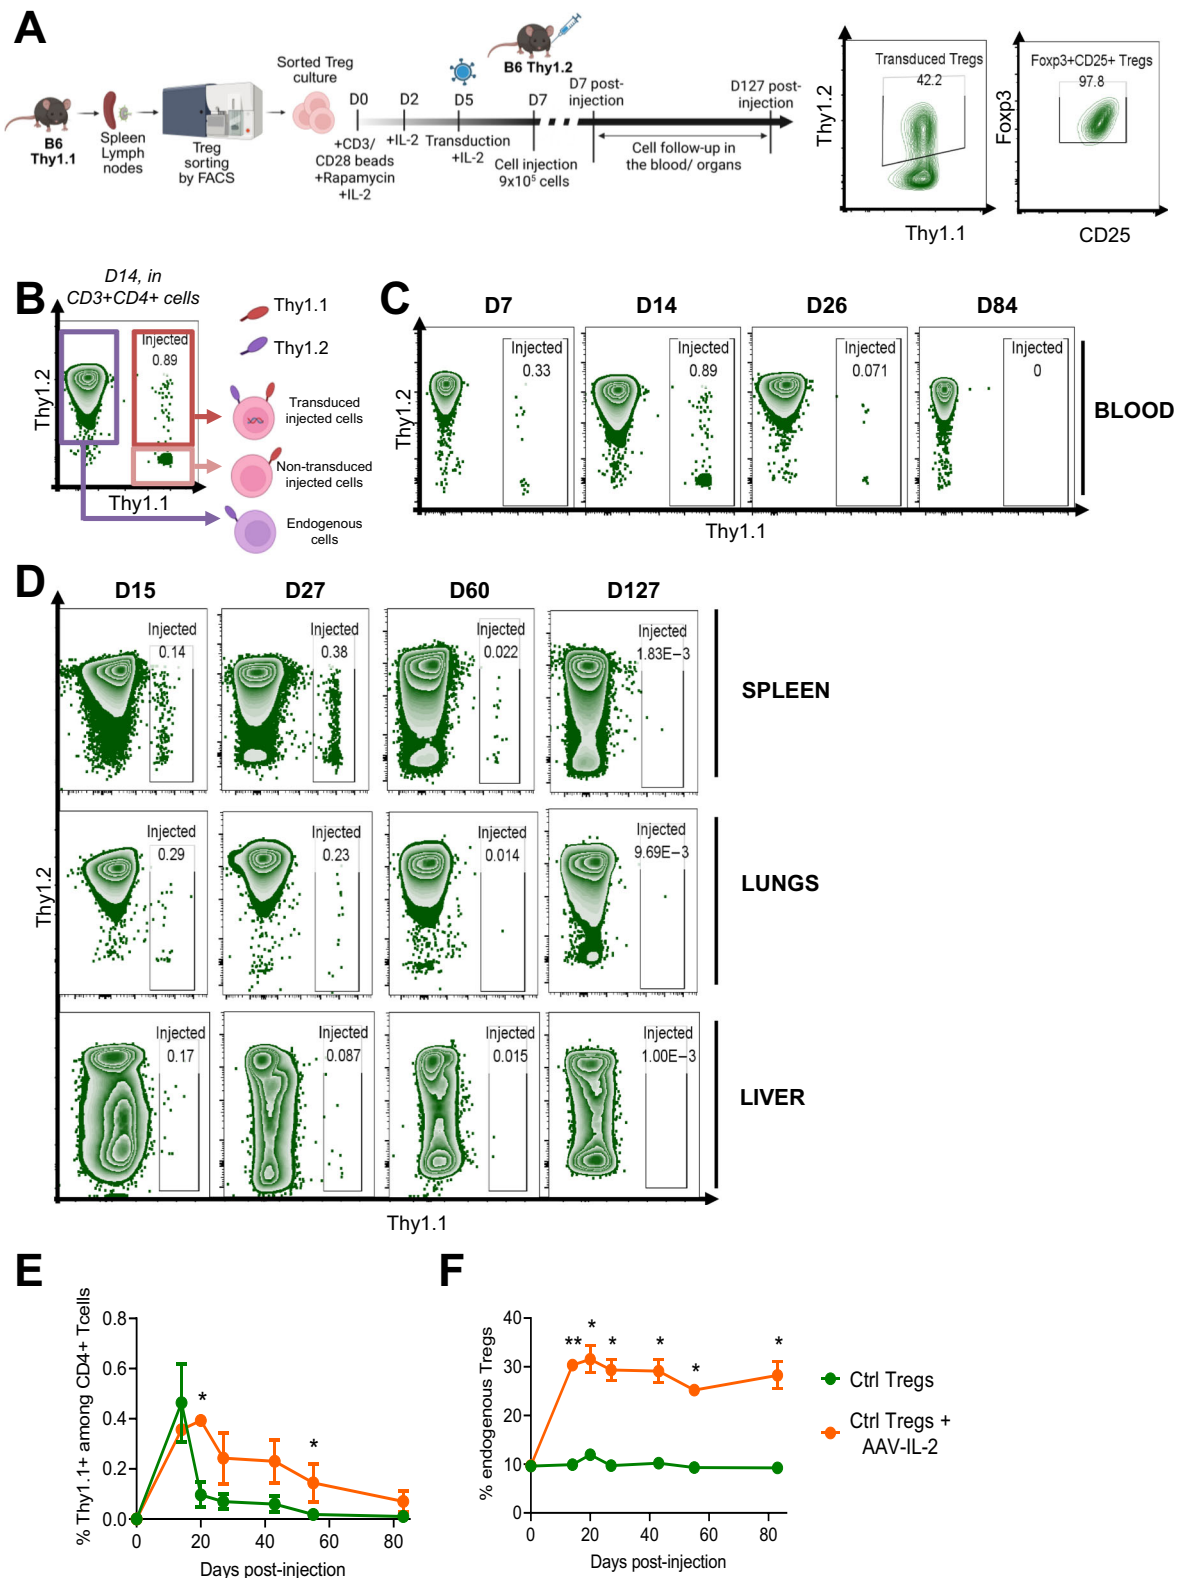 A
B6
Thy1.1
Spleen
Lymph
nodes
Treg
sorting
by FACS
Sorted Treg
culture
D0
+CD3/
CD28 beads
+Rapamycin
+IL-2
D2
+IL-2
D5
Transduction
+IL-2
B6 Thy1.2
D7
Cell injection
9x10⁵ cells
D7 post-
injection
Cell follow-up in
the blood/ organs
D127 post-
injection
Thy1.2
Transduced Tregs
42.2
Thy1.1
Foxp3
Foxp3+CD25+ Tregs
97.8
CD25
B
D14, in
CD3+CD4+ cells
Thy1.2
Injected
0.89
Thy1.1
Thy1.1
Thy1.2
Transduced
injected cells
Non-transduced
injected cells
Endogenous
cells
C
D7
D14
D26
D84
Thy1.2
Injected
0.33
Injected
0.89
Injected
0.071
Injected
0
BLOOD
Thy1.1
D
D15
D27
D60
D127
Injected
0.14
Injected
0.38
Injected
0.022
Injected
1.83E−3
SPLEEN
Thy1.2
Injected
0.29
Injected
0.23
Injected
0.014
Injected
9.69E−3
LUNGS
Injected
0.17
Injected
0.087
Injected
0.015
Injected
1.00E−3
LIVER
Thy1.1
E
% Thy1.1+ among CD4+ Tcells
0.8
0.6
0.4
0.2
0.0
*
*
0
20
40
60
80
Days post-injection
F
% endogenous Tregs
40
30
20
10
0
**
*
*
*
*
*
0
20
40
60
80
Days post-injection
Ctrl Tregs
Ctrl Tregs +
AAV-IL-2